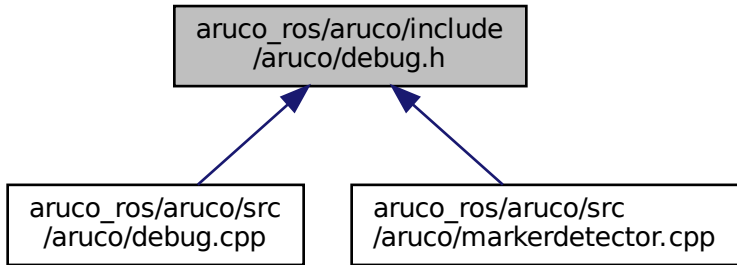 aruco_ros/aruco/include
/aruco/debug.h
aruco_ros/aruco/src
/aruco/debug.cpp
aruco_ros/aruco/src
/aruco/markerdetector.cpp